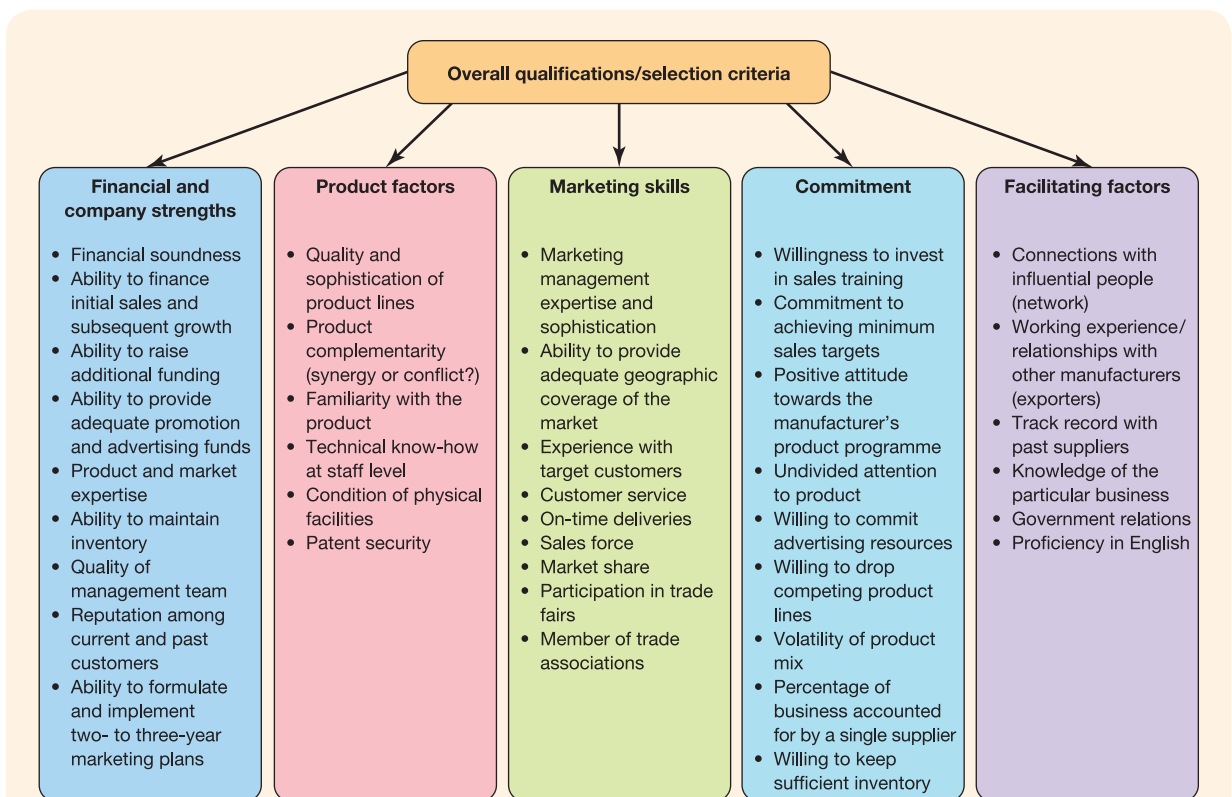 Overall qualifications/selection criteria
Financial and
company strengths
• Financial soundness
• Ability to finance
initial sales and
subsequent growth
• Ability to raise
additional funding
• Ability to provide
adequate promotion
and advertising funds
• Product and market
expertise
• Ability to maintain
inventory
• Quality of
management team
• Reputation among
current and past
customers
• Ability to formulate
and implement
two- to three-year
marketing plans
Product factors
• Quality and
sophistication of
product lines
• Product
complementarity
(synergy or conflict?)
• Familiarity with the
product
• Technical know-how
at staff level
• Condition of physical
facilities
• Patent security
Marketing skills
• Marketing
management
expertise and
sophistication
• Ability to provide
adequate geographic
coverage of the
market
• Experience with
target customers
• Customer service
• On-time deliveries
• Sales force
• Market share
• Participation in trade
fairs
• Member of trade
associations
Commitment
• Willingness to invest
in sales training
• Commitment to
achieving minimum
sales targets
• Positive attitude
towards the
manufacturer's
product programme
• Undivided attention
to product
• Willing to commit
advertising resources
• Willing to drop
competing product
lines
• Volatility of product
mix
• Percentage of
business accounted
for by a single supplier
• Willing to keep
sufficient inventory
Facilitating factors
• Connections with
influential people
(network)
• Working experience/
relationships with
other manufacturers
(exporters)
• Track record with
past suppliers
• Knowledge of the
particular business
• Government relations
• Proficiency in English